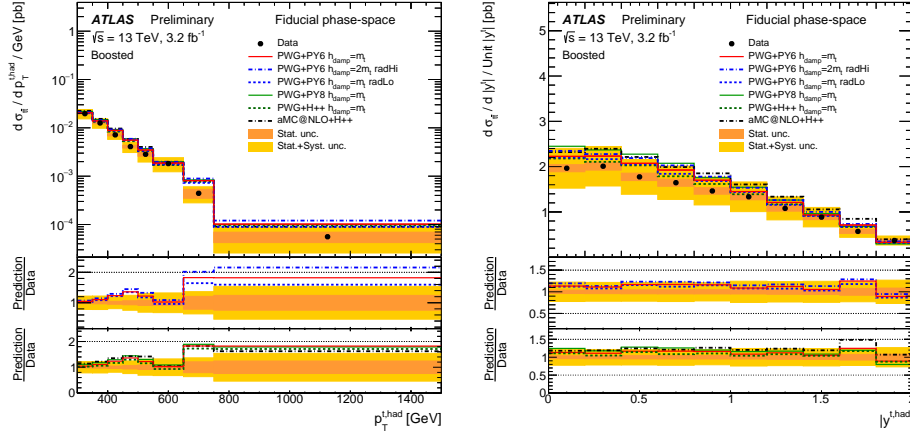 ATLAS Preliminary Fiducial phase-space
√s = 13 TeV, 3.2 fb⁻¹
Boosted
Data
PWG+PY6 h_damp=m_t
PWG+PY6 h_damp=2m_t radHi
PWG+PY6 h_damp=m_t radLo
PWG+PY8 h_damp=m_t
PWG+H++ h_damp=m_t
aMC@NLO+H++
Stat. unc.
Stat.+Syst. unc.
d σ_tt̄ / d p_T^{t,had} / GeV [pb]
10⁻¹
10⁻²
10⁻³
10⁻⁴
Prediction
Data
2
1
Prediction
Data
2
1
0
400 600 800 1000 1200 1400
p_T^{t,had} [GeV]
ATLAS Preliminary Fiducial phase-space
√s = 13 TeV, 3.2 fb⁻¹
Boosted
Data
PWG+PY6 h_damp=m_t
PWG+PY6 h_damp=2m_t radHi
PWG+PY6 h_damp=m_t radLo
PWG+PY8 h_damp=m_t
PWG+H++ h_damp=m_t
aMC@NLO+H++
Stat. unc.
Stat.+Syst. unc.
d σ_tt̄ / d |y^t| / Unit |y^t| [pb]
5
4
3
2
1
Prediction
Data
1.5
1
0.5
Prediction
Data
1.5
1
0.5
0 0.5 1 1.5
|y^{t,had}|